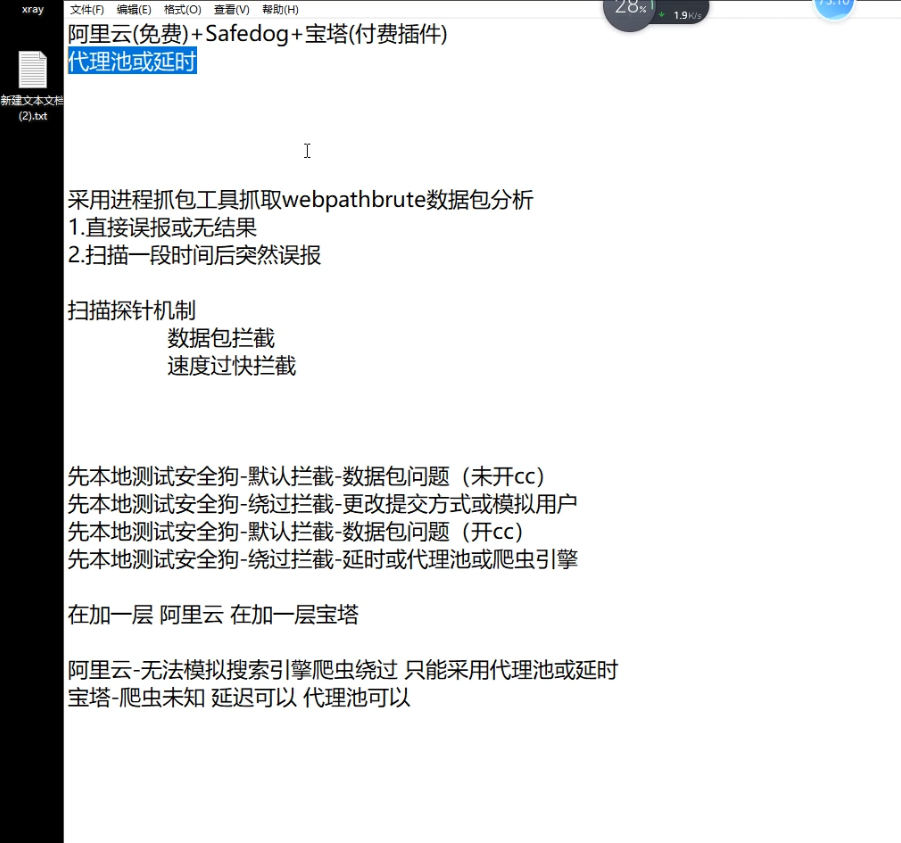 xray
文件(F) 编辑(E) 格式(O) 查看(V) 帮助(H)
28%
1.9K/s
阿里云(免费)+Safedog+宝塔(付费插件)
代理池或延时
新建文本文档
(2).txt
采用进程抓包工具抓取webpathbrute数据包分析
1.直接误报或无结果
2.扫描一段时间后突然误报
扫描探针机制
数据包拦截
速度过快拦截
先本地测试安全狗-默认拦截-数据包问题（未开cc）
先本地测试安全狗-绕过拦截-更改提交方式或模拟用户
先本地测试安全狗-默认拦截-数据包问题（开cc）
先本地测试安全狗-绕过拦截-延时或代理池或爬虫引擎
在加一层 阿里云 在加一层宝塔
阿里云-无法模拟搜索引擎爬虫绕过 只能采用代理池或延时
宝塔-爬虫未知 延迟可以 代理池可以